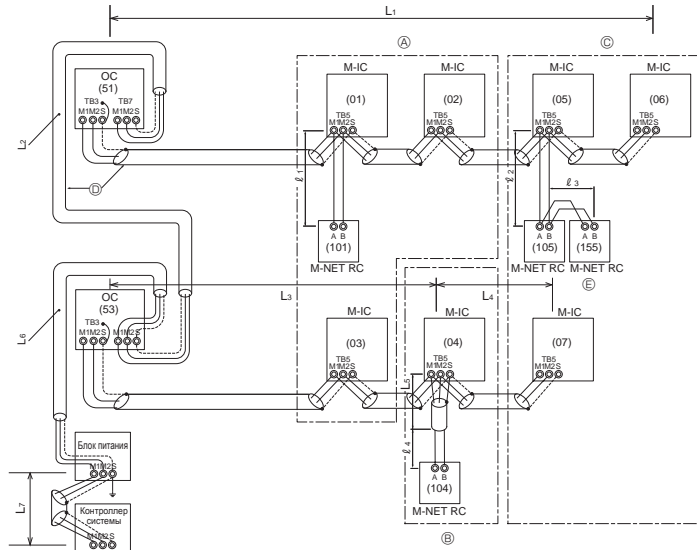 L1
Ⓐ
Ⓒ
M-IC
M-IC
M-IC
M-IC
OC
(51)
TB3 TB7
M1M2S M1M2S
(01)
TB5
M1M2S
(02)
TB5
M1M2S
(05)
TB5
M1M2S
(06)
TB5
M1M2S
L2
Ⓓ
ℓ1
ℓ2
ℓ3
A B
(101)
M-NET RC
A B
(105)
M-NET RC
A B
(155)
M-NET RC
Ⓔ
L3
L4
OC
(53)
TB3
M1M2S M1M2S
L6
M-IC
(03)
TB5
M1M2S
M-IC
(04)
TB5
M1M2S
M-IC
(07)
TB5
M1M2S
L5
ℓ4
A B
(104)
M-NET RC
Ⓑ
Блок питания
M1M2S
L7
Контроллер
системы
M1M2S